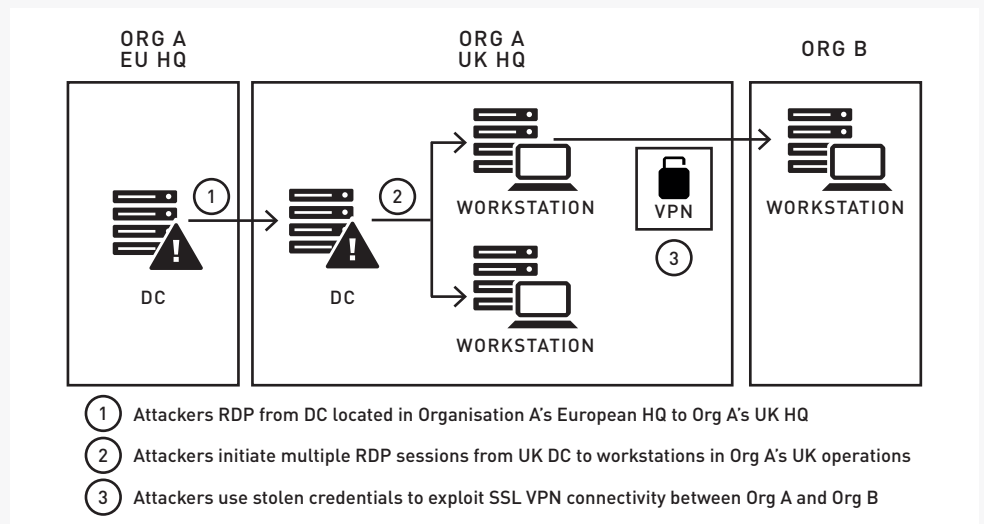 ORG A
EU HQ
ORG A
UK HQ
ORG B
1
2
WORKSTATION
VPN
WORKSTATION
3
DC
DC
WORKSTATION
1 Attackers RDP from DC located in Organisation A's European HQ to Org A's UK HQ
2 Attackers initiate multiple RDP sessions from UK DC to workstations in Org A's UK operations
3 Attackers use stolen credentials to exploit SSL VPN connectivity between Org A and Org B